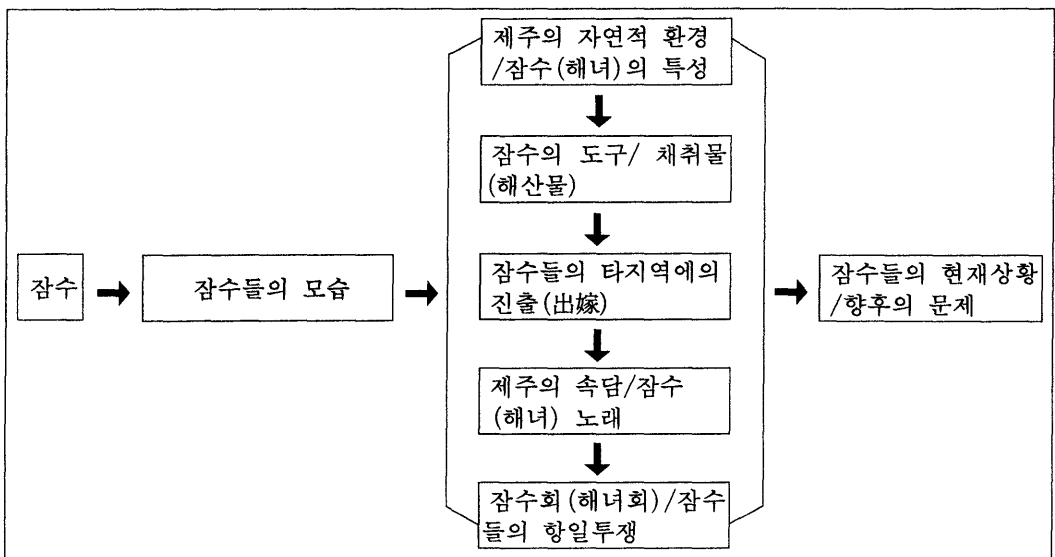 잠수
잠수들의 모습
제주의 자연적 환경
/잠수(해녀)의 특성
잠수의 도구/ 채취물
(해산물)
잠수들의 타지역에의
진출(出嫁)
제주의 속담/잠수
(해녀) 노래
잠수회(해녀회)/잠수
들의 항일투쟁
잠수들의 현재상황
/향후의 문제